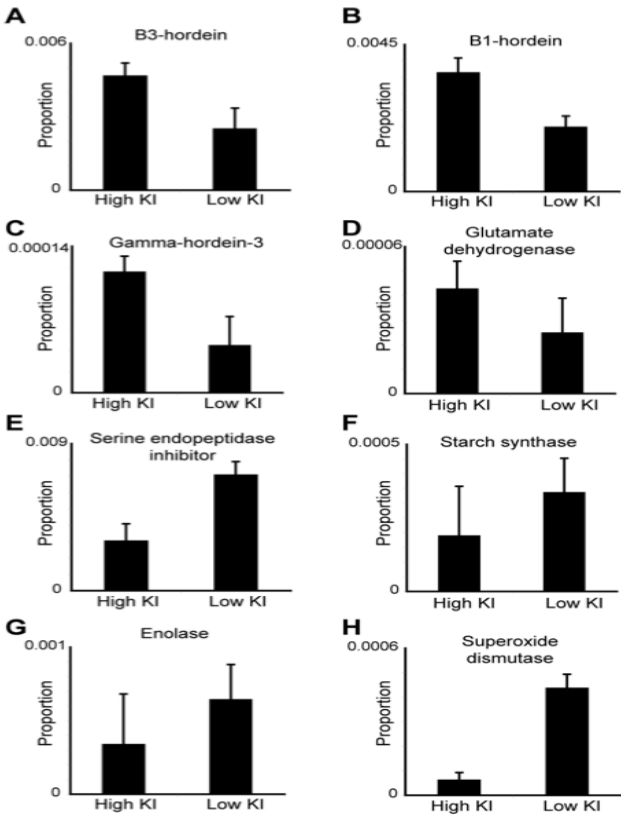 A
B3-hordein
0.006
Proportion
0
High KI Low KI
B
B1-hordein
0.0045
Proportion
0
High KI Low KI
C
Gamma-hordein-3
0.00014
Proportion
0
High KI Low KI
D
Glutamate
dehydrogenase
0.00006
Proportion
0
High KI Low KI
E
Serine endopeptidase
inhibitor
0.009
Proportion
0
High KI Low KI
F
Starch synthase
0.0005
Proportion
0
High KI Low KI
G
Enolase
0.001
Proportion
0
High KI Low KI
H
Superoxide
dismutase
0.0006
Proportion
0
High KI Low KI